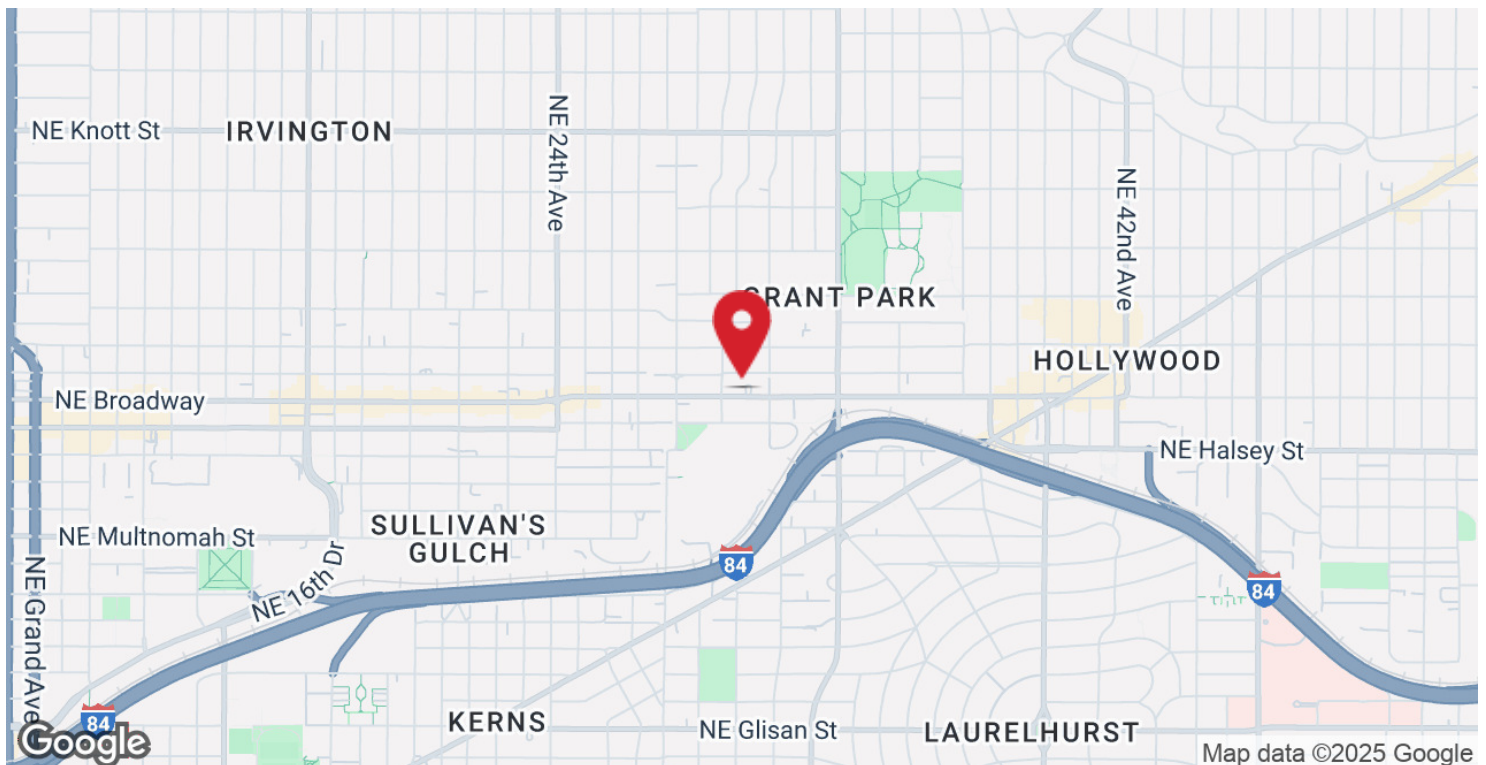 NE Knott St
IRVINGTON
NE 24th Ave
NE 42nd Ave
GRANT PARK
HOLLYWOOD
NE Broadway
NE Halsey St
SULLIVAN'S
GULCH
NE Multnomah St
NE 16th Dr
84
84
NE Grand Ave
84
KERNS
NE Glisan St
LAURELHURST
Google
Map data ©2025 Google